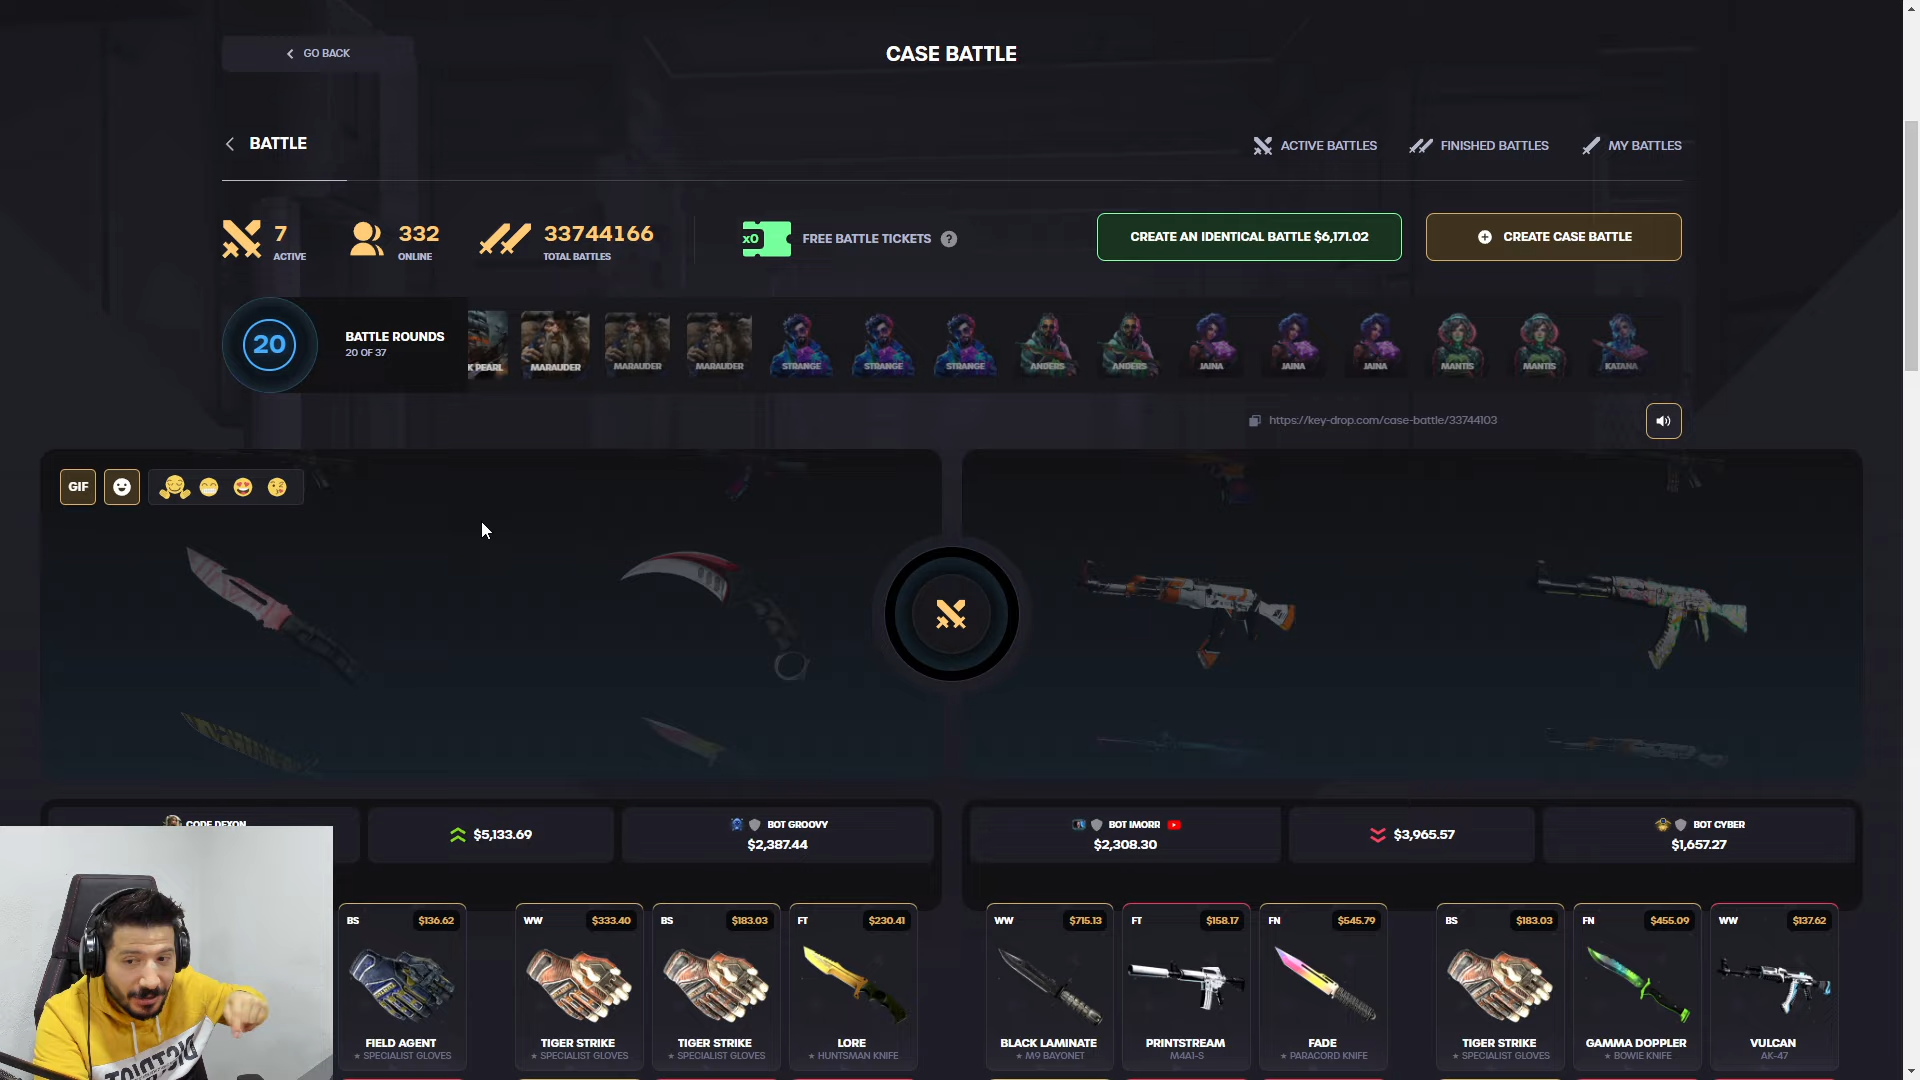 GO BACK
CASE BATTLE
BATTLE
ACTIVE BATTLES
FINISHED BATTLES
MY BATTLES
7
ACTIVE
332
ONLINE
33744166
TOTAL BATTLES
x0
FREE BATTLE TICKETS ?
CREATE AN IDENTICAL BATTLE $6,171.02
CREATE CASE BATTLE
20
BATTLE ROUNDS
20 OF 37
K PEARL
MARAUDER
MARAUDER
MARAUDER
STRANGE
STRANGE
STRANGE
ANDERS
ANDERS
JAINA
JAINA
JAINA
MANTIS
MANTIS
KATANA
https://key-drop.com/case-battle/33744103
GIF
CODE DEXON
$5,133.69
BOT GROOVY
$2,387.44
BOT IMORR
$2,308.30
$3,965.57
BOT CYBER
$1,657.27
BS $136.62
FIELD AGENT
★ SPECIALIST GLOVES
WW $333.40
TIGER STRIKE
★ SPECIALIST GLOVES
BS $183.03
TIGER STRIKE
★ SPECIALIST GLOVES
FT $230.41
LORE
★ HUNTSMAN KNIFE
WW $715.13
BLACK LAMINATE
★ M9 BAYONET
FT $158.17
PRINTSTREAM
M4A1-S
FN $545.79
FADE
★ PARACORD KNIFE
BS $183.03
TIGER STRIKE
★ SPECIALIST GLOVES
FN $455.09
GAMMA DOPPLER
★ BOWIE KNIFE
WW $137.62
VULCAN
AK-47